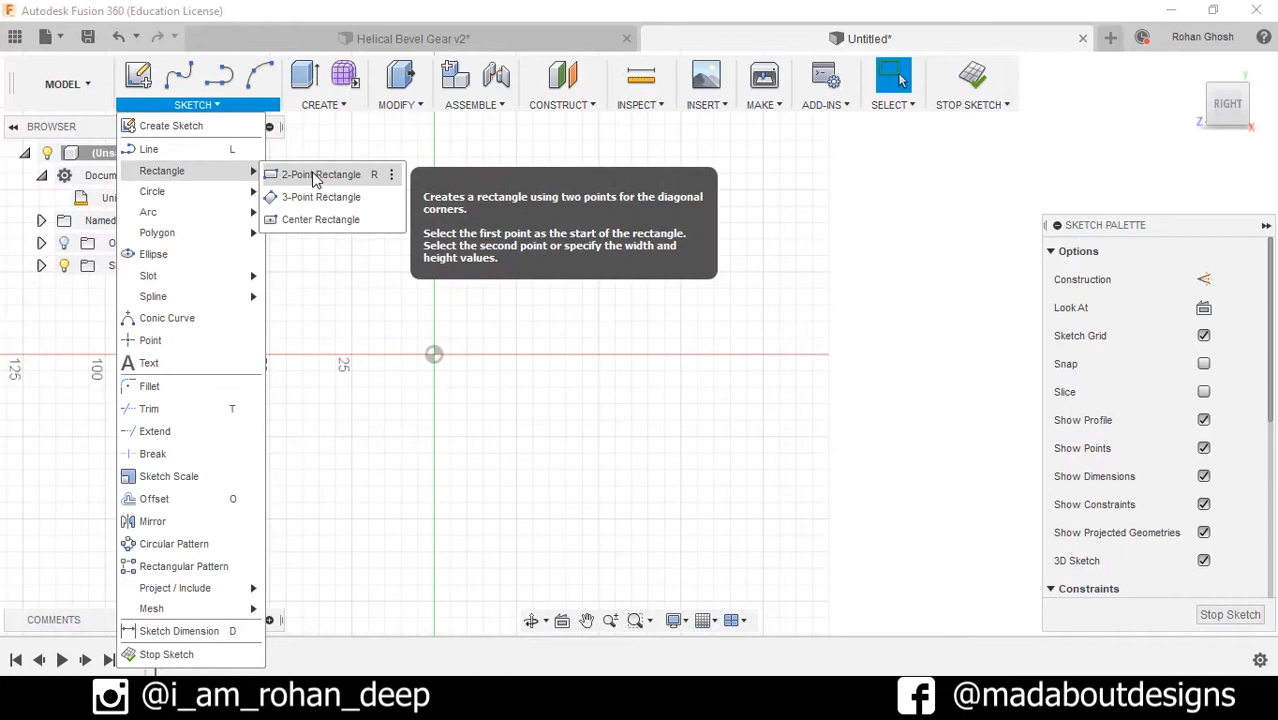 Autodesk Fusion 360 (Education License)
Helical Bevel Gear v2*
Untitled*
Rohan Ghosh
MODEL
SKETCH
CREATE
MODIFY
ASSEMBLE
CONSTRUCT
INSPECT
INSERT
MAKE
ADD-INS
SELECT
STOP SKETCH
RIGHT
Y
Z
X
BROWSER
(Uns
Docum
Uni
Named
O
S
Create Sketch
Line L
Rectangle
Circle
Arc
Polygon
Ellipse
Slot
Spline
Conic Curve
Point
Text
Fillet
Trim T
Extend
Break
Sketch Scale
Offset O
Mirror
Circular Pattern
Rectangular Pattern
Project / Include
Mesh
Sketch Dimension D
Stop Sketch
2-Point Rectangle R
3-Point Rectangle
Center Rectangle
Creates a rectangle using two points for the diagonal
corners.
Select the first point as the start of the rectangle.
Select the second point or specify the width and
height values.
125
100
25
SKETCH PALETTE
Options
Construction
Look At
Sketch Grid
Snap
Slice
Show Profile
Show Points
Show Dimensions
Show Constraints
Show Projected Geometries
3D Sketch
Constraints
Stop Sketch
COMMENTS
@i_am_rohan_deep
@madaboutdesigns